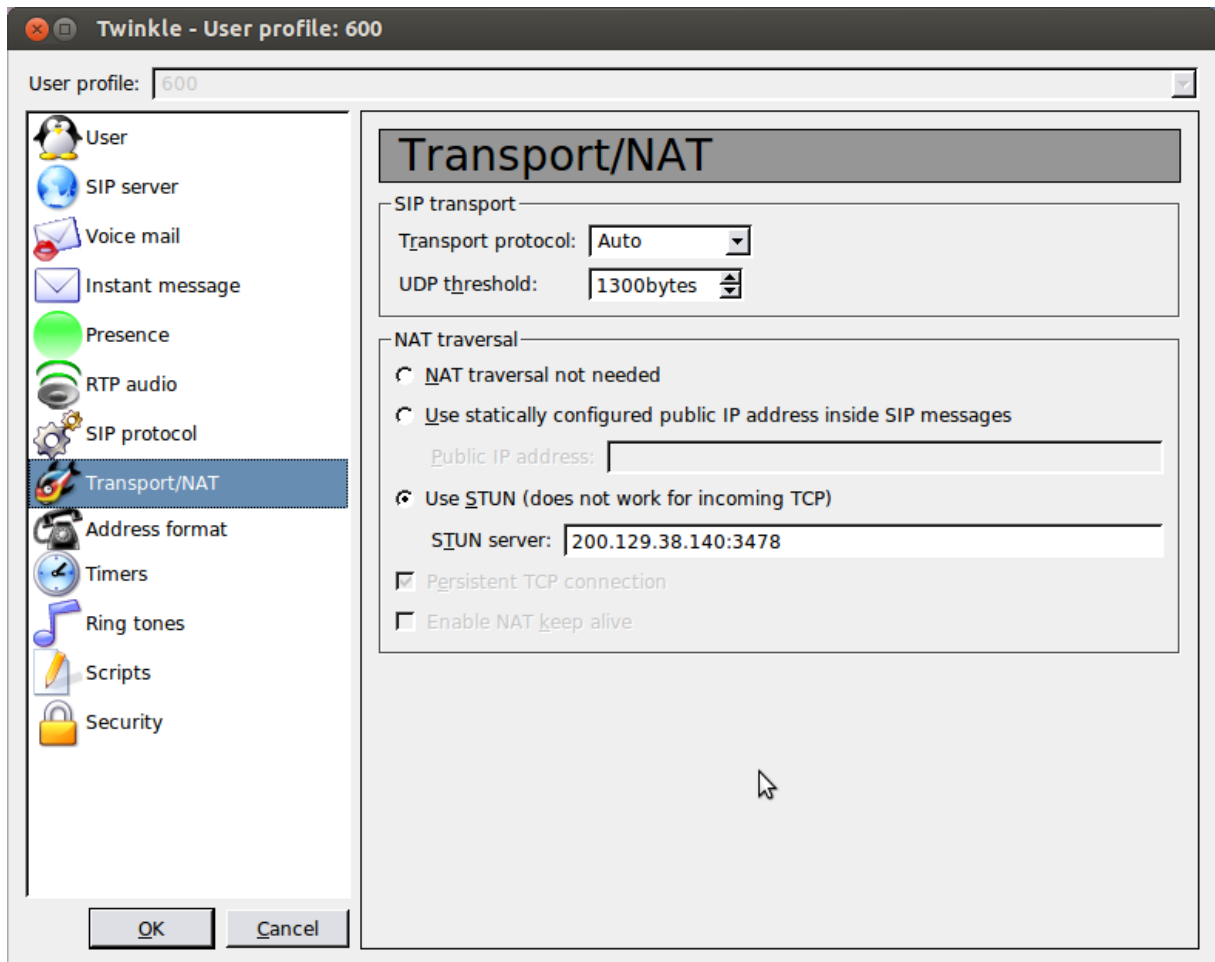 Twinkle - User profile: 600
User profile: 600
User
SIP server
Voice mail
Instant message
Presence
RTP audio
SIP protocol
Transport/NAT
Address format
Timers
Ring tones
Scripts
Security
OK Cancel
Transport/NAT
SIP transport
Transport protocol: Auto
UDP threshold: 1300bytes
NAT traversal
NAT traversal not needed
Use statically configured public IP address inside SIP messages
Public IP address:
Use STUN (does not work for incoming TCP)
STUN server: 200.129.38.140:3478
Persistent TCP connection
Enable NAT keep alive